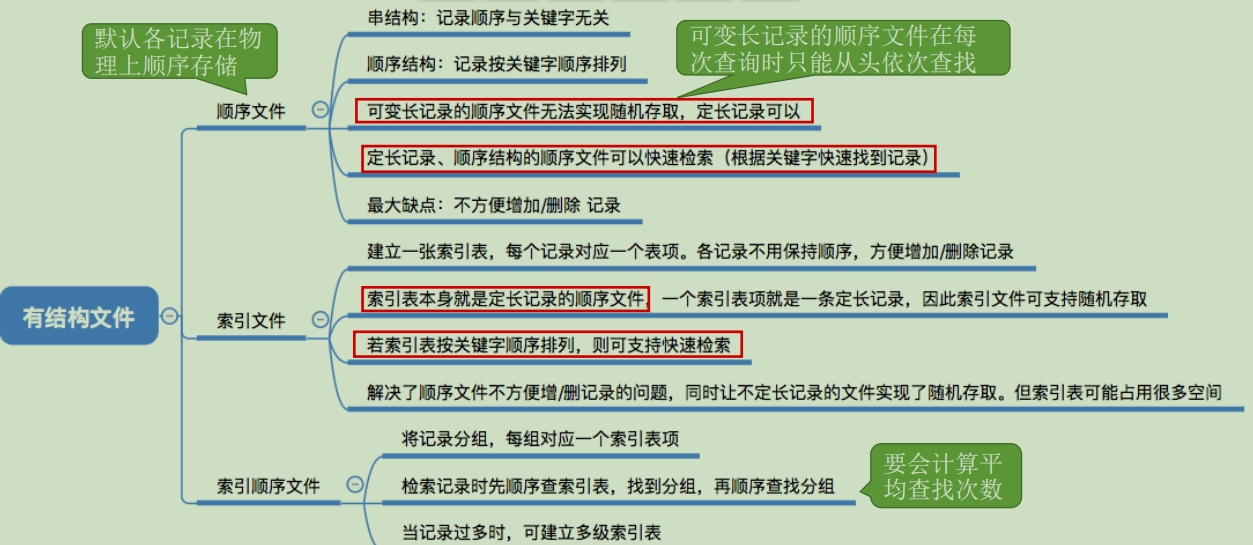 默认各记录在物
理上顺序存储
可变长记录的顺序文件在每
次查询时只能从头依次查找
有结构文件
顺序文件
串结构：记录顺序与关键字无关
顺序结构：记录按关键字顺序排列
可变长记录的顺序文件无法实现随机存取，定长记录可以
定长记录、顺序结构的顺序文件可以快速检索（根据关键字快速找到记录）
最大缺点：不方便增加/删除 记录
索引文件
建立一张索引表，每个记录对应一个表项。各记录不用保持顺序，方便增加/删除记录
索引表本身就是定长记录的顺序文件，一个索引表项就是一条定长记录，因此索引文件可支持随机存取
若索引表按关键字顺序排列，则可支持快速检索
解决了顺序文件不方便增/删记录的问题，同时让不定长记录的文件实现了随机存取。但索引表可能占用很多空间
索引顺序文件
将记录分组，每组对应一个索引表项
检索记录时先顺序查索引表，找到分组，再顺序查找分组
当记录过多时，可建立多级索引表
要会计算平
均查找次数